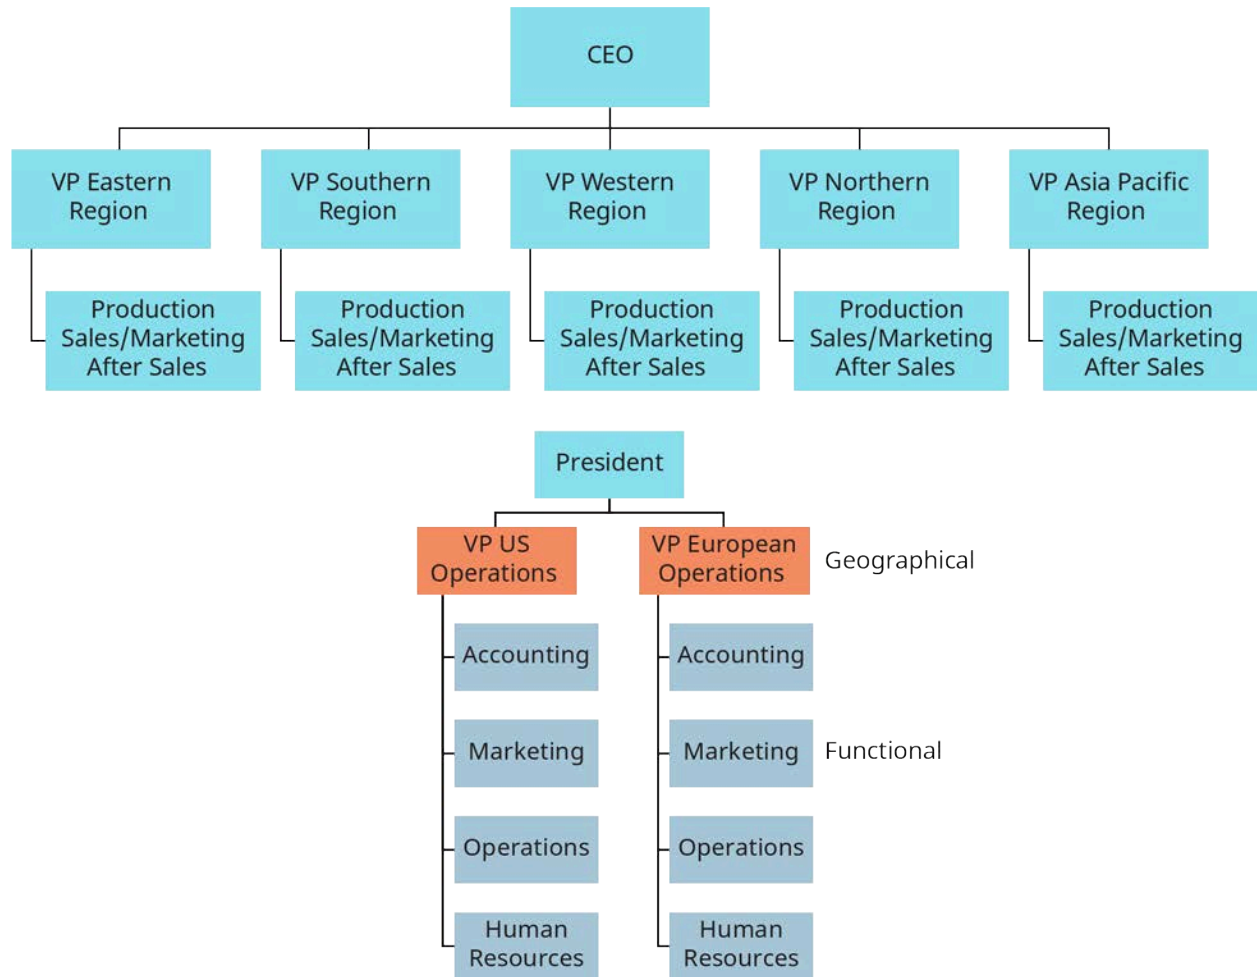 CEO
VP Eastern
Region
VP Southern
Region
VP Western
Region
VP Northern
Region
VP Asia Pacific
Region
Production
Sales/Marketing
After Sales
Production
Sales/Marketing
After Sales
Production
Sales/Marketing
After Sales
Production
Sales/Marketing
After Sales
Production
Sales/Marketing
After Sales
President
VP US
Operations
VP European
Operations
Geographical
Accounting
Accounting
Marketing
Marketing
Functional
Operations
Operations
Human
Resources
Human
Resources